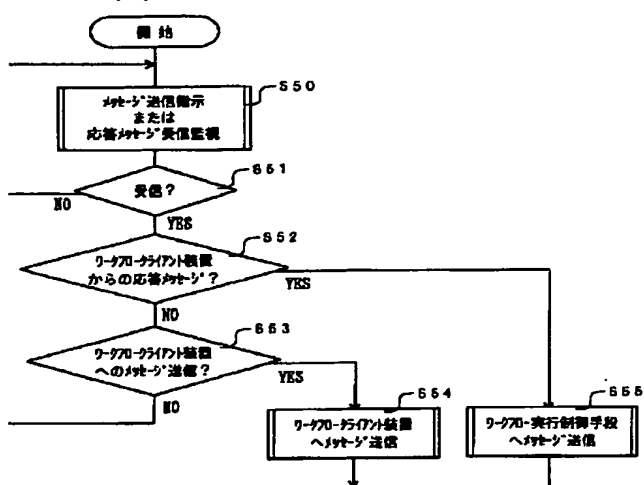 開 始
S50
メッセージ送信指示
または
応答メッセージ受信監視
S51
受信？
NO
YES
S52
ワークフロークライアント装置
からの応答メッセージ？
YES
NO
S53
ワークフロークライアント装置
へのメッセージ送信？
YES
NO
S54
ワークフロークライアント装置
へメッセージ送信
S55
ワークフロー実行制御手段
へメッセージ送信